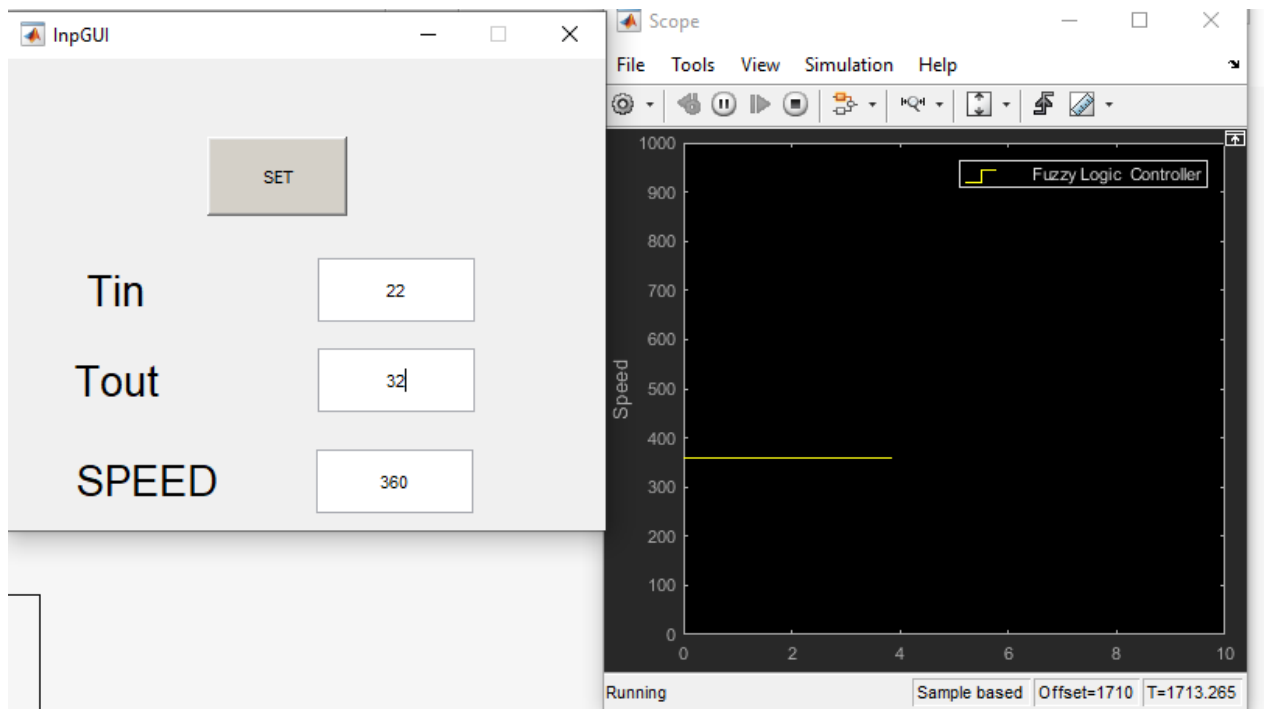 InpGUI
SET
Tin
22
Tout
32
SPEED
360
Scope
File Tools View Simulation Help
1000
900
800
700
600
500
400
300
200
100
0
Speed
Fuzzy Logic Controller
0 2 4 6 8 10
Running
Sample based
Offset=1710
T=1713.265